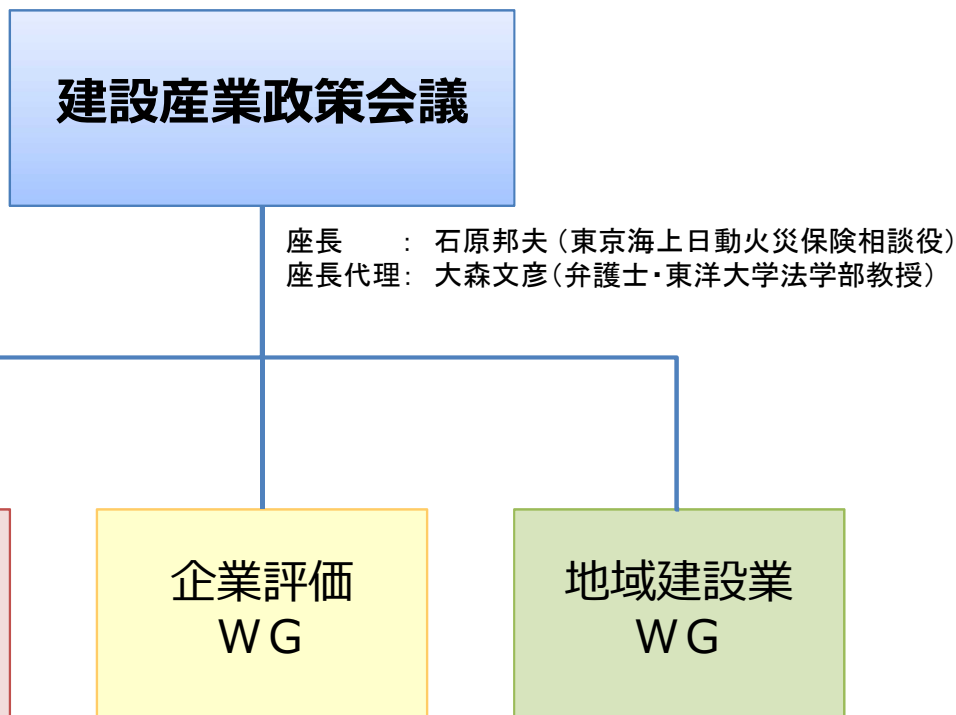 建設産業政策会議
座長　　：　石原邦夫（東京海上日動火災保険相談役）
座長代理：　大森文彦（弁護士・東洋大学法学部教授）
企業評価
ＷＧ
地域建設業
ＷＧ